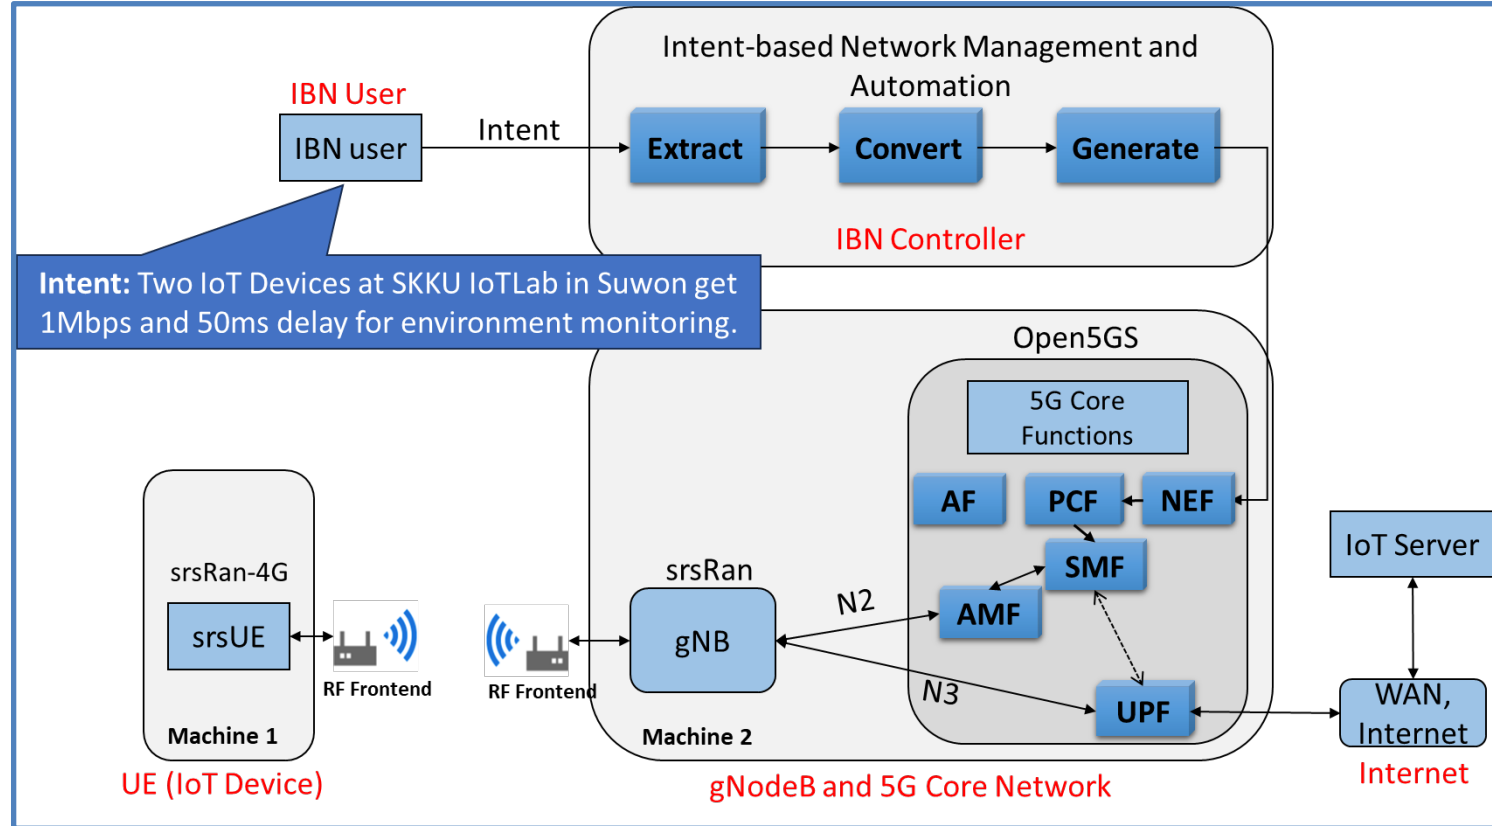 Intent-based Network Management and
Automation
IBN User
IBN user
Intent
Extract
Convert
Generate
IBN Controller
Intent: Two IoT Devices at SKKU IoTLab in Suwon get
1Mbps and 50ms delay for environment monitoring.
Open5GS
5G Core
Functions
AF
PCF
NEF
SMF
AMF
UPF
N2
N3
srsRan
gNB
RF Frontend
Machine 2
gNodeB and 5G Core Network
srsRan-4G
srsUE
RF Frontend
Machine 1
UE (IoT Device)
IoT Server
WAN,
Internet
Internet